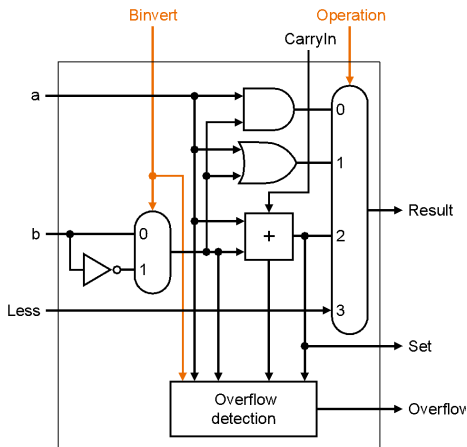 Binvert
Operation
CarryIn
a
0
1
b
0
+
2
1
Less
3
Result
Set
Overflow
detection
Overflow